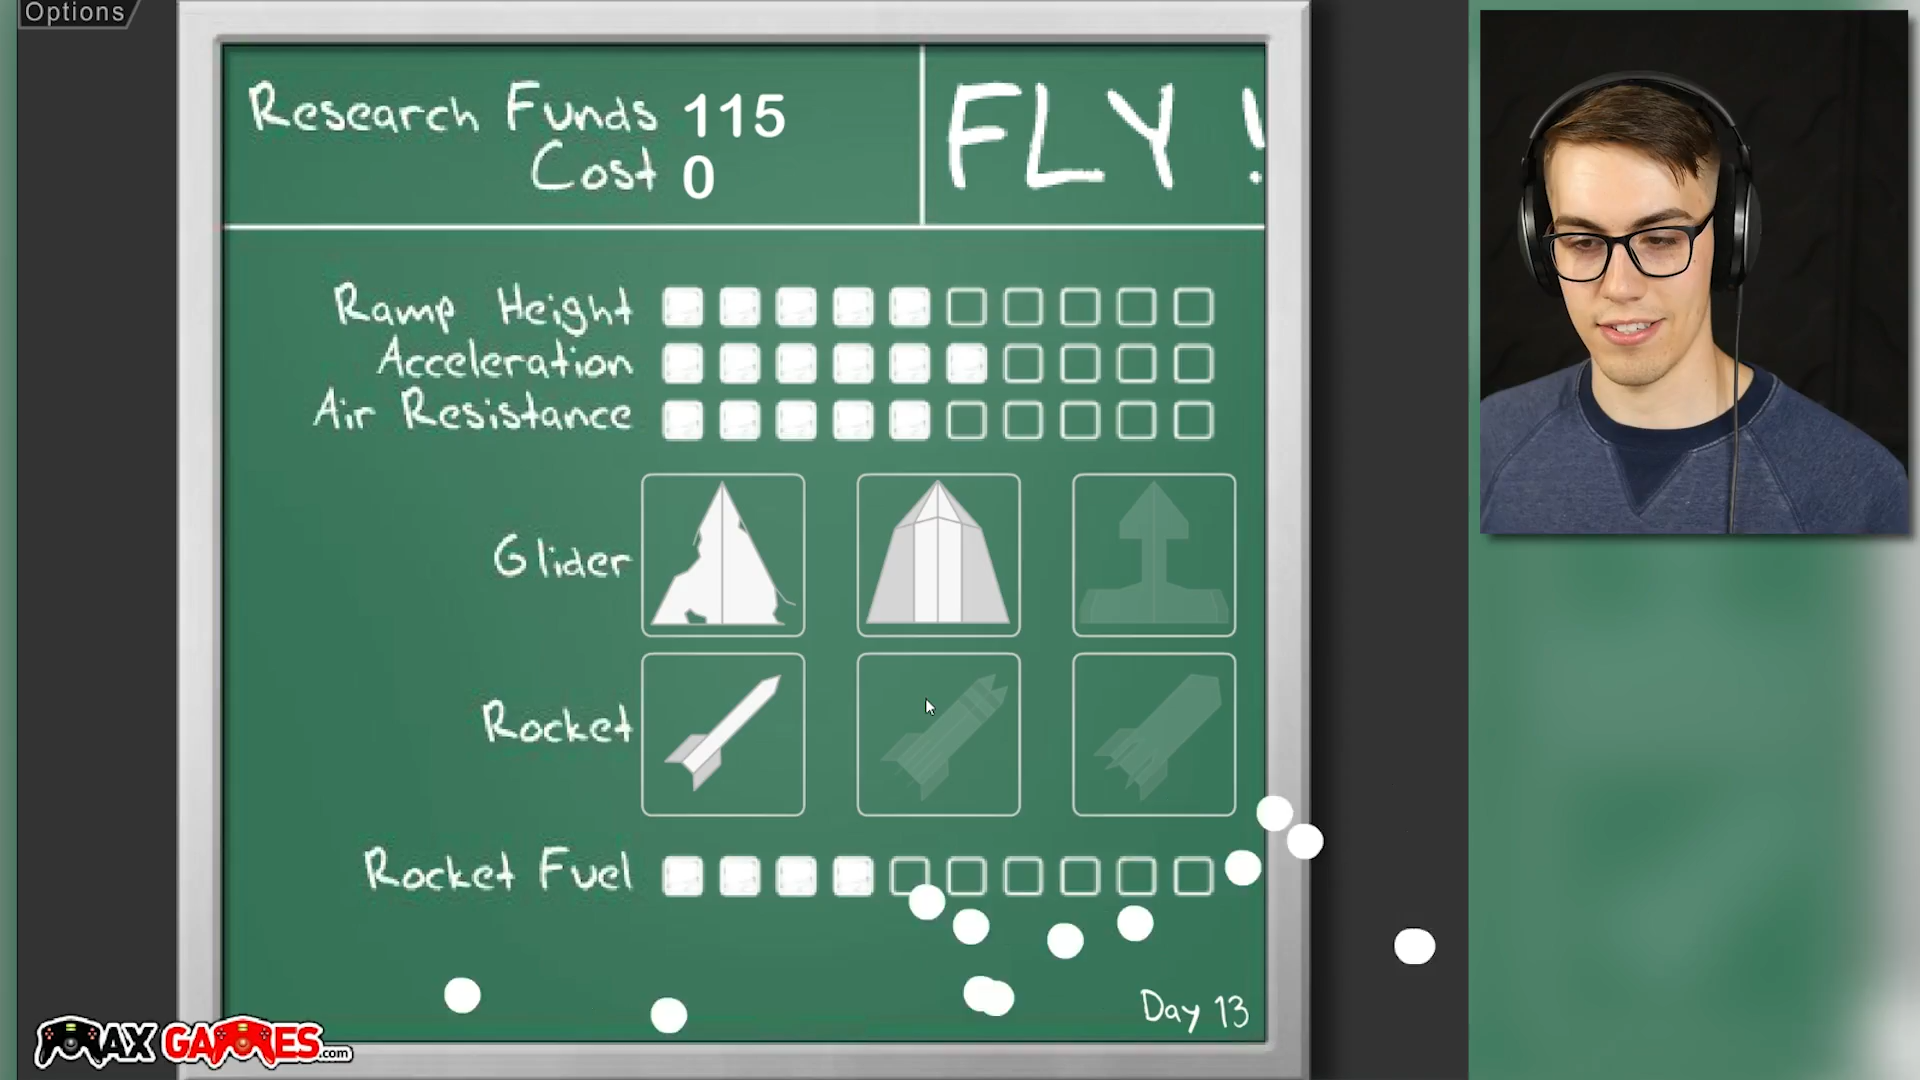 Options
Research Funds 115
Cost 0
FLY!
Ramp Height
Acceleration
Air Resistance
Glider
Rocket
Rocket Fuel
Day 13
MAX GAMES.com